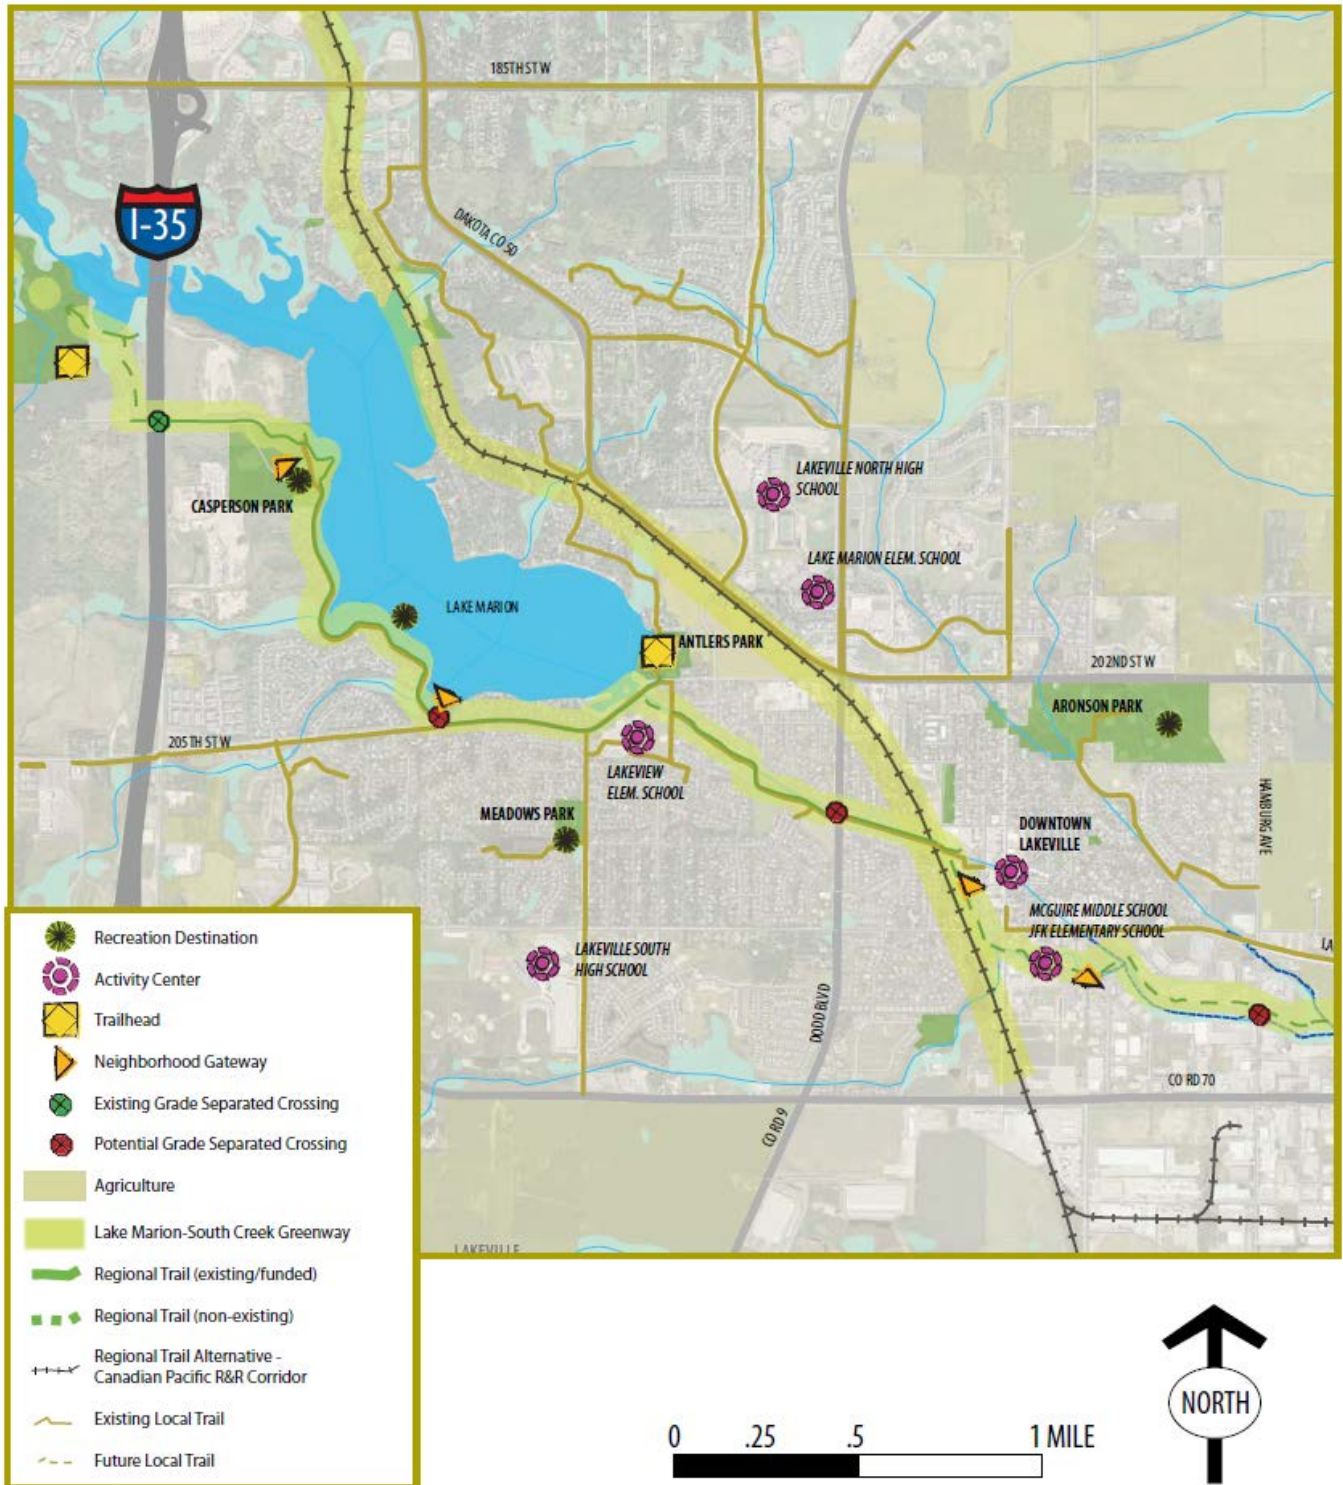 185TH ST W
I-35
DAKOTA CO 50
LAKEVILLE NORTH HIGH
SCHOOL
CASPERSON PARK
LAKE MARION ELEM. SCHOOL
LAKE MARION
ANTLERS PARK
202ND ST W
ARONSON PARK
205TH ST W
LAKEVIEW
ELEM. SCHOOL
HAMBURG AVE
MEADOWS PARK
DOWNTOWN
LAKEVILLE
MCGUIRE MIDDLE SCHOOL
JFK ELEMENTARY SCHOOL
LA
LAKEVILLE SOUTH
HIGH SCHOOL
DODD BLVD
CO RD 70
CO RD 9
LAKEVILLE
Recreation Destination
Activity Center
Trailhead
Neighborhood Gateway
Existing Grade Separated Crossing
Potential Grade Separated Crossing
Agriculture
Lake Marion-South Creek Greenway
Regional Trail (existing/funded)
Regional Trail (non-existing)
Regional Trail Alternative -
Canadian Pacific R&R Corridor
Existing Local Trail
Future Local Trail
0 .25 .5 1 MILE
NORTH